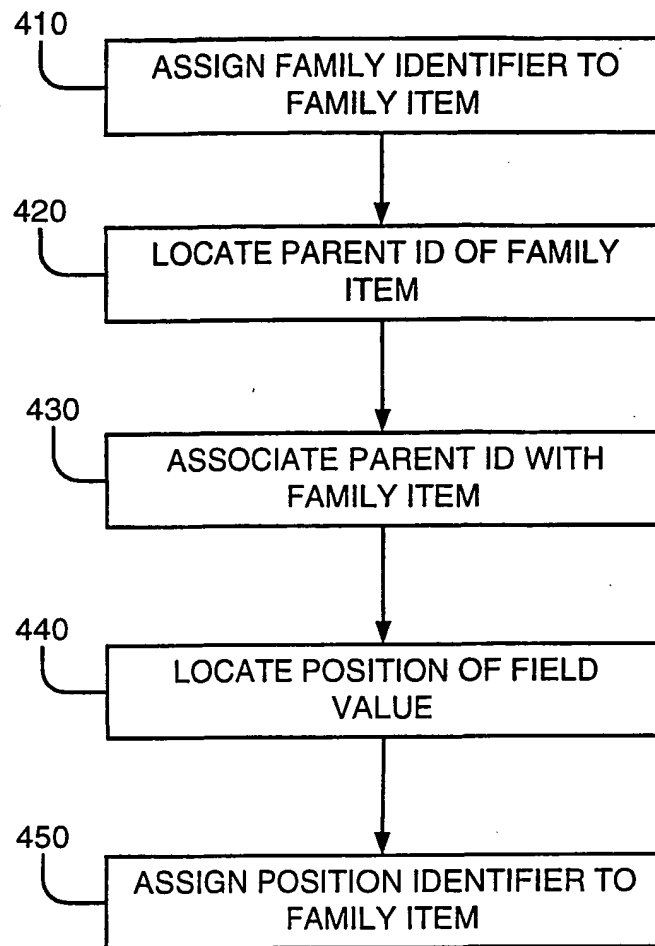 410
ASSIGN FAMILY IDENTIFIER TO
FAMILY ITEM
420
LOCATE PARENT ID OF FAMILY
ITEM
430
ASSOCIATE PARENT ID WITH
FAMILY ITEM
440
LOCATE POSITION OF FIELD
VALUE
450
ASSIGN POSITION IDENTIFIER TO
FAMILY ITEM